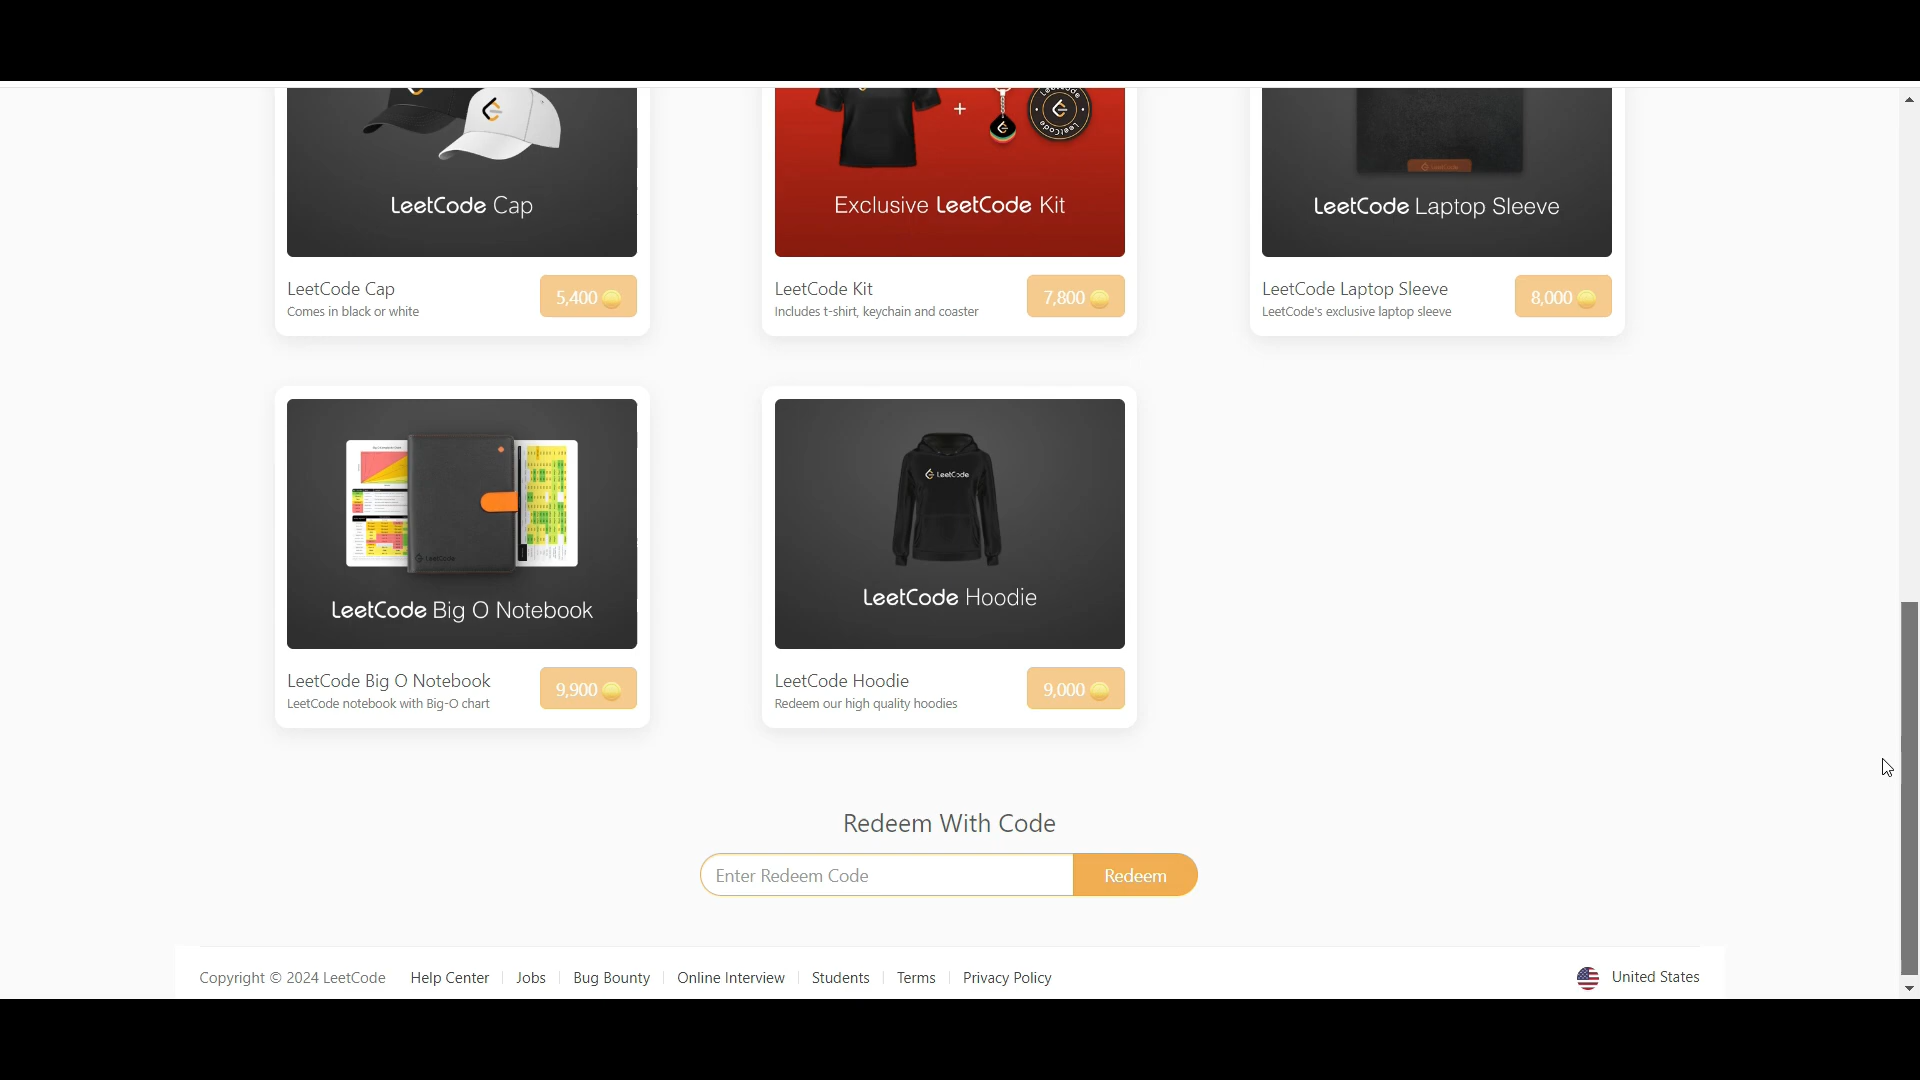 LeetCode Cap
Exclusive LeetCode Kit
LeetCode Laptop Sleeve
LeetCode Cap
Comes in black or white
5,400
LeetCode Kit
Includes t-shirt, keychain and coaster
7,800
LeetCode Laptop Sleeve
LeetCode's exclusive laptop sleeve
8,000
LeetCode
LeetCode
LeetCode Big O Notebook
LeetCode Hoodie
LeetCode Big O Notebook
LeetCode notebook with Big-O chart
9,900
LeetCode Hoodie
Redeem our high quality hoodies
9,000
Redeem With Code
Enter Redeem Code
Redeem
Copyright © 2024 LeetCode
Help Center
Jobs
Bug Bounty
Online Interview
Students
Terms
Privacy Policy
United States